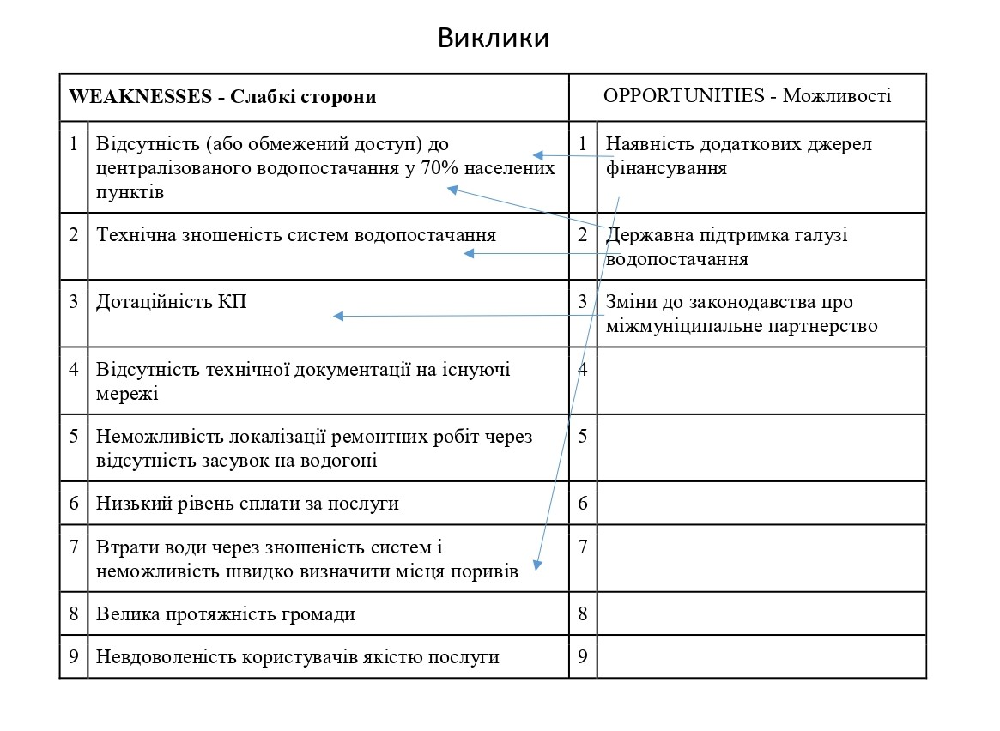 Виклики
WEAKNESSES - Слабкі сторони
OPPORTUNITIES - Можливості
1 Відсутність (або обмежений доступ) до
централізованого водопостачання у 70% населених
пунктів
1 Наявність додаткових джерел
фінансування
2 Технічна зношеність систем водопостачання
2 Державна підтримка галузі
водопостачання
3 Дотаційність КП
3 Зміни до законодавства про
міжмуніципальне партнерство
4 Відсутність технічної документації на існуючі
мережі
4
5 Неможливість локалізації ремонтних робіт через
відсутність засувок на водогоні
5
6 Низький рівень сплати за послуги
6
7 Втрати води через зношеність систем і
неможливість швидко визначити місця поривів
7
8 Велика протяжність громади
8
9 Невдоволеність користувачів якістю послуги
9